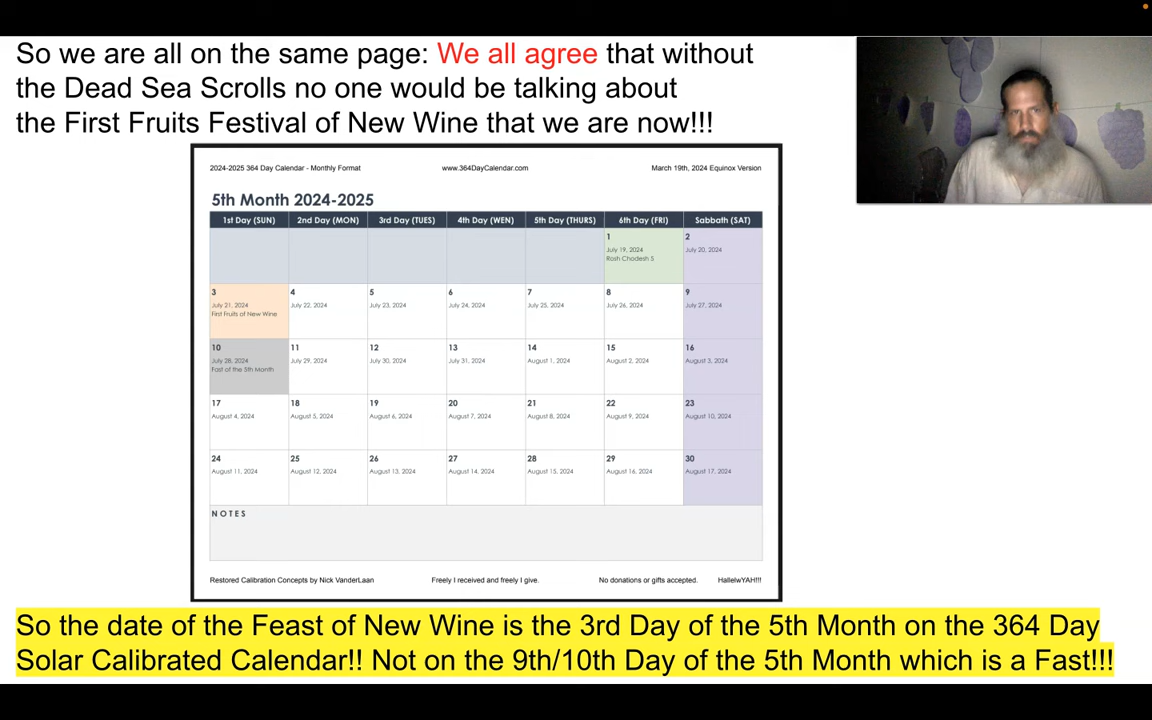 So we are all on the same page: We all agree that without
the Dead Sea Scrolls no one would be talking about
the First Fruits Festival of New Wine that we are now!!!
2024-2025 364 Day Calendar - Monthly Format www.364DayCalendar.com March 19th, 2024 Equinox Version
5th Month 2024-2025
1st Day (SUN) 2nd Day (MON) 3rd Day (TUES) 4th Day (WEN) 5th Day (THURS) 6th Day (FRI) Sabbath (SAT)
1 2
July 19, 2024 July 20, 2024
Rosh Chodesh 5
3 4 5 6 7 8 9
July 21, 2024 July 22, 2024 July 23, 2024 July 24, 2024 July 25, 2024 July 26, 2024 July 27, 2024
First Fruits of New Wine
10 11 12 13 14 15 16
July 28, 2024 July 29, 2024 July 30, 2024 July 31, 2024 August 1, 2024 August 2, 2024 August 3, 2024
Fast of the 5th Month
17 18 19 20 21 22 23
August 4, 2024 August 5, 2024 August 6, 2024 August 7, 2024 August 8, 2024 August 9, 2024 August 10, 2024
24 25 26 27 28 29 30
August 11, 2024 August 12, 2024 August 13, 2024 August 14, 2024 August 15, 2024 August 16, 2024 August 17, 2024
NOTES
Restored Calibration Concepts by Nick VanderLaan Freely I received and freely I give. No donations or gifts accepted. HallelwYAH!!!
So the date of the Feast of New Wine is the 3rd Day of the 5th Month on the 364 Day
Solar Calibrated Calendar!! Not on the 9th/10th Day of the 5th Month which is a Fast!!!